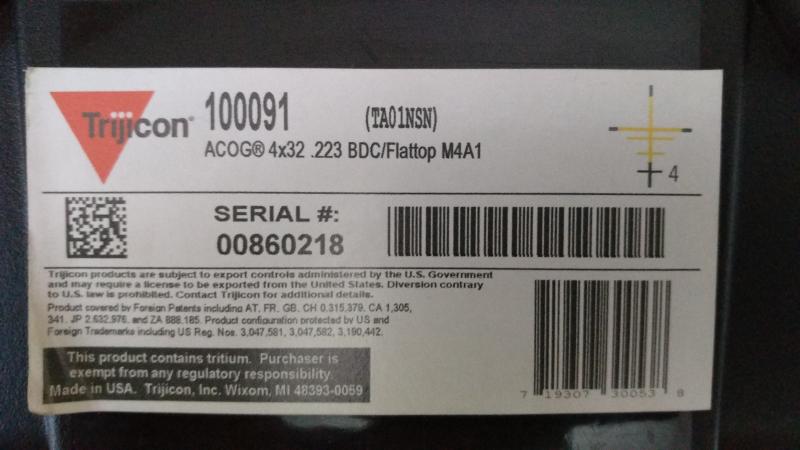 Trijicon®
100091 (TA01NSN)
ACOG® 4x32 .223 BDC/Flattop M4A1
4
SERIAL #:
00860218
Trijicon products are subject to export controls administered by the U.S. Government
and may require a license to be exported from the United States. Diversion contrary
to U.S. law is prohibited. Contact Trijicon for additional details.
Product covered by Foreign Patents including AT, FR, GB, CH 0,315,379, CA 1,305,
341, JP 2,632,976, and ZA 888,185. Product configuration protected by US and
Foreign Trademarks including US Reg. Nos. 3,047,581, 3,047,582, 3,190,442.
This product contains tritium. Purchaser is
exempt from any regulatory responsibility.
Made in USA. Trijicon, Inc. Wixom, MI 48393-0059
7 19307 30053 8